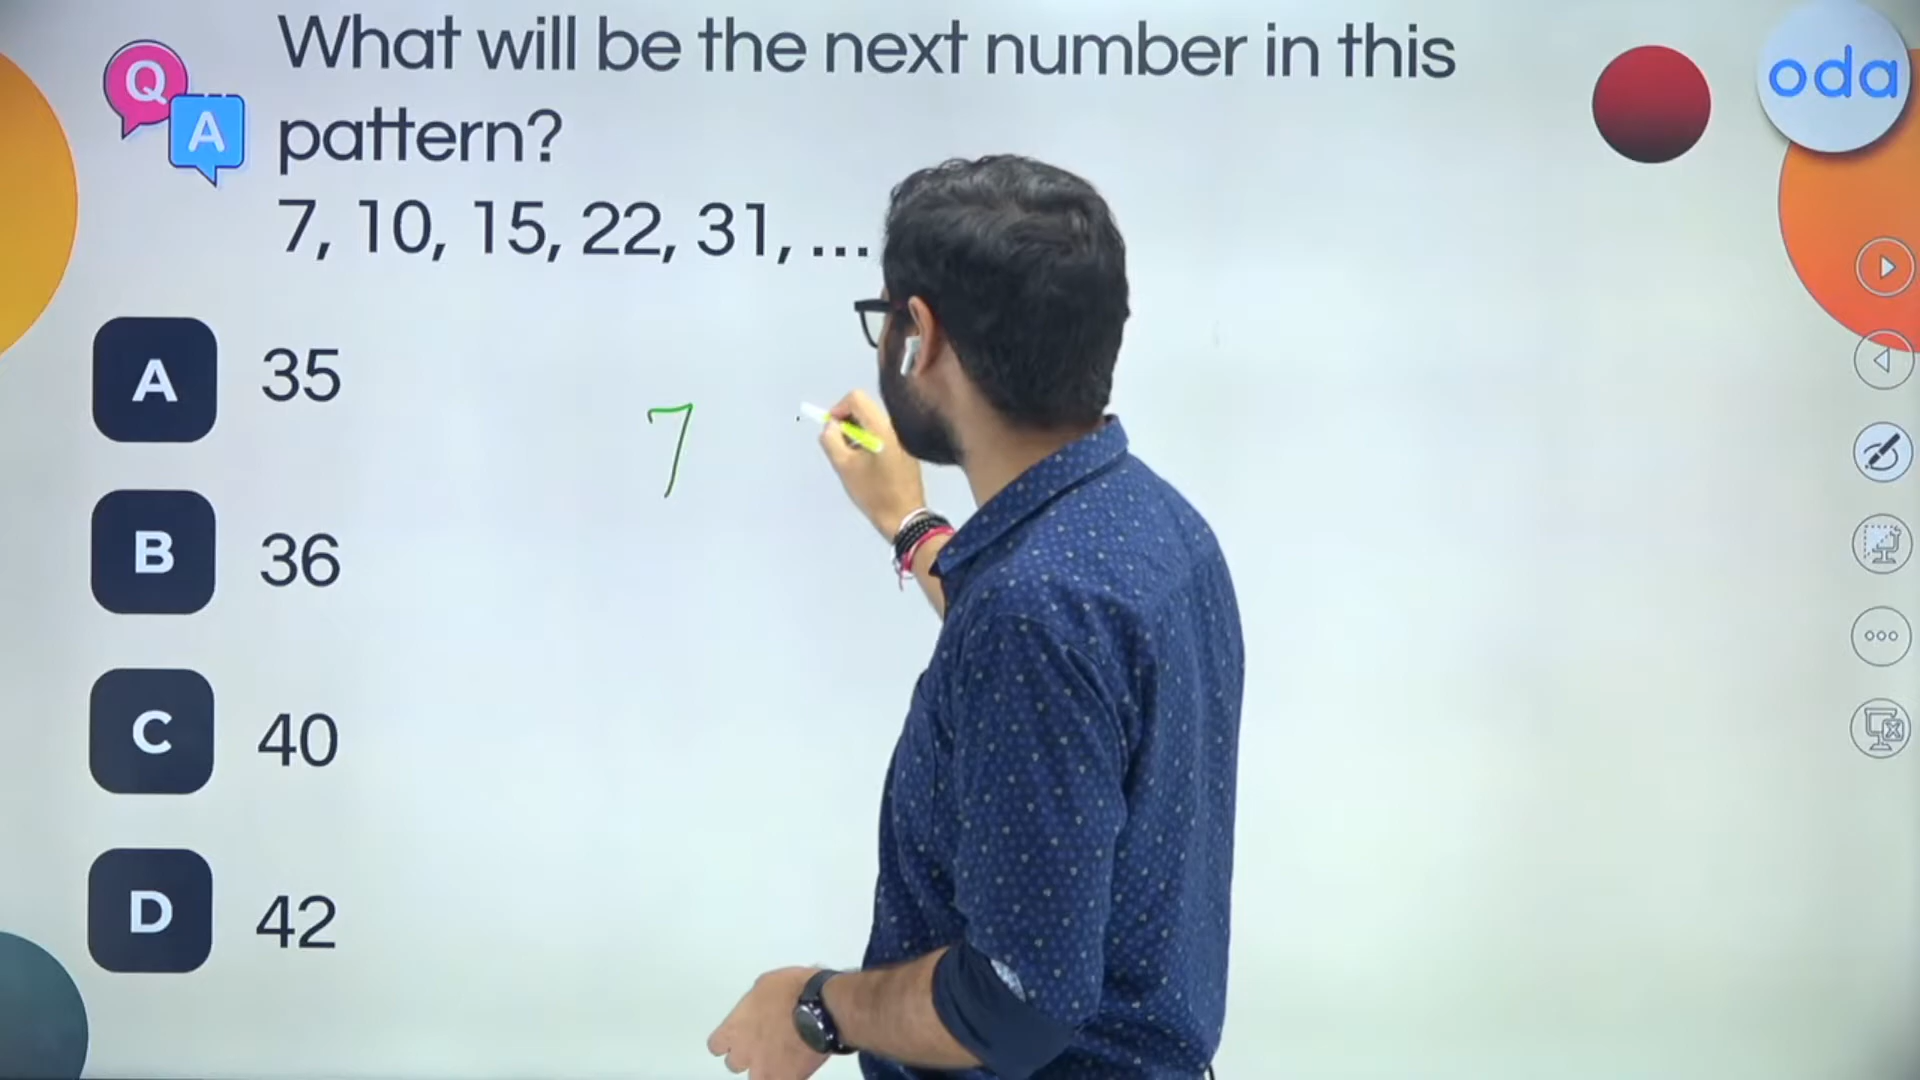 What will be the next number in this
pattern?
7, 10, 15, 22, 31, ...
Q
A
oda
A 35
B 36
C 40
D 42
7